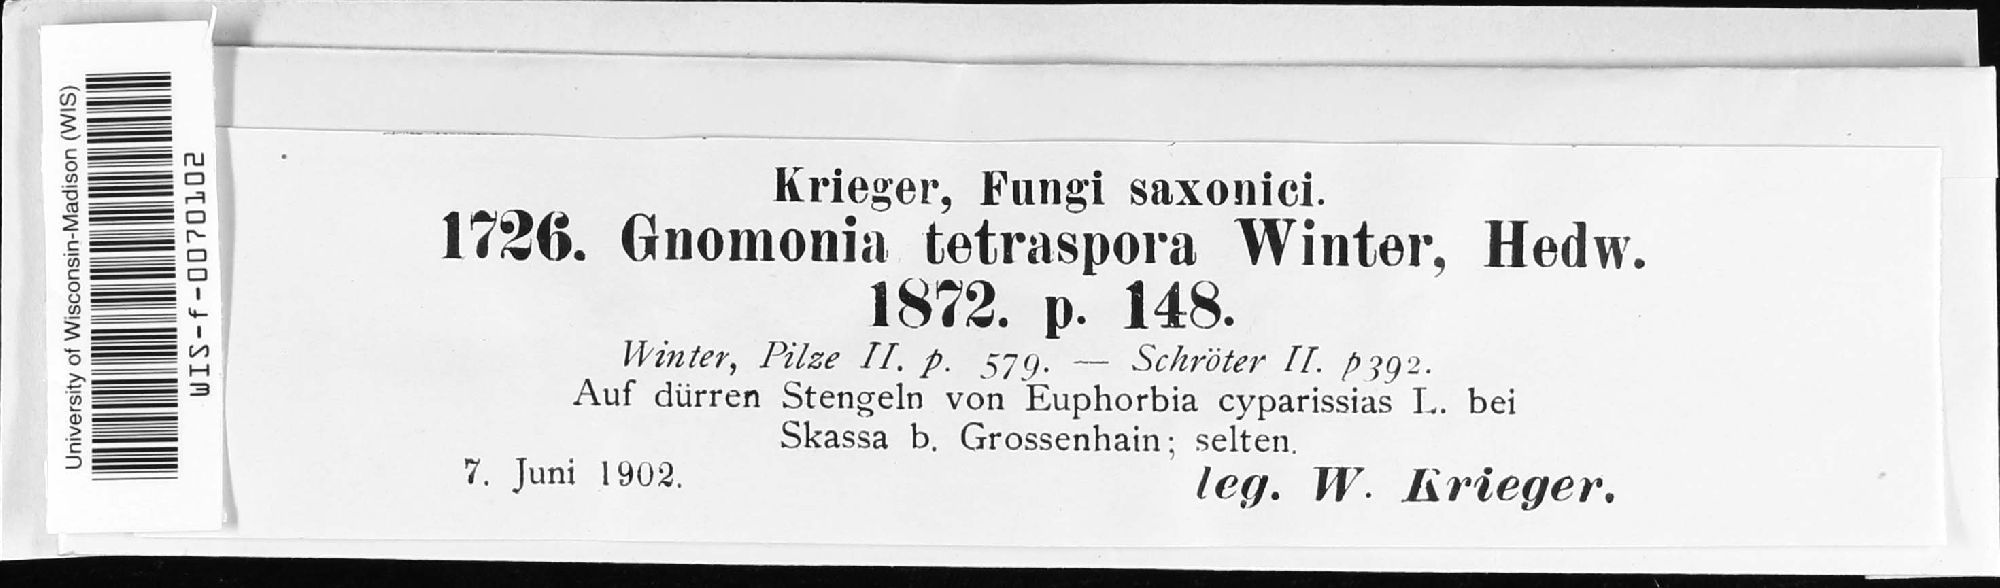 University of Wisconsin-Madison (WIS)
WIS-f-0070102
Krieger, Fungi saxonici.
1726. Gnomonia tetraspora Winter, Hedw.
1872. p. 148.
Winter, Pilze II. p. 579. — Schröter II. p 392.
Auf dürren Stengeln von Euphorbia cyparissias L. bei
Skassa b. Grossenhain; selten.
7. Juni 1902.
leg. W. Krieger.